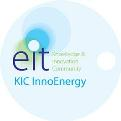 eit
Knowledge &
Innovation
Community
KIC InnoEnergy